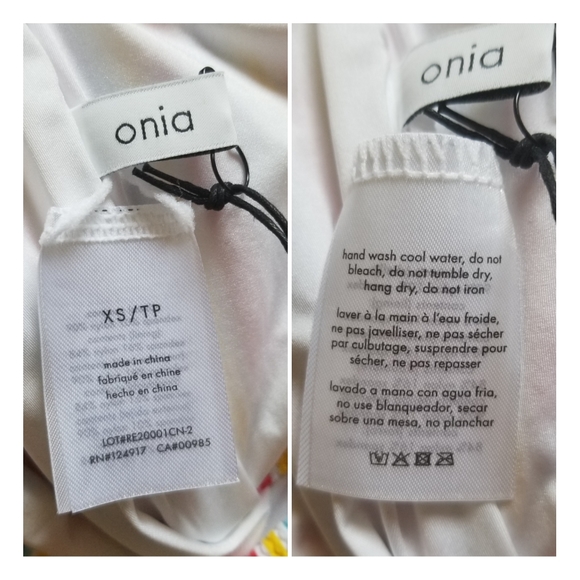 onia
XS/TP
made in china
fabriqué en chine
hecho en china
LOT#RE20001CN-2
RN#124917 CA#00985
onia
hand wash cool water, do not
bleach, do not tumble dry,
hang dry, do not iron
laver à la main à l'eau froide,
ne pas javelliser, ne pas sécher
par culbutage, suspendre pour
sécher, ne pas repasser
lavado a mano con agua fria,
no use blanqueador, secar
sobre una mesa, no planchar